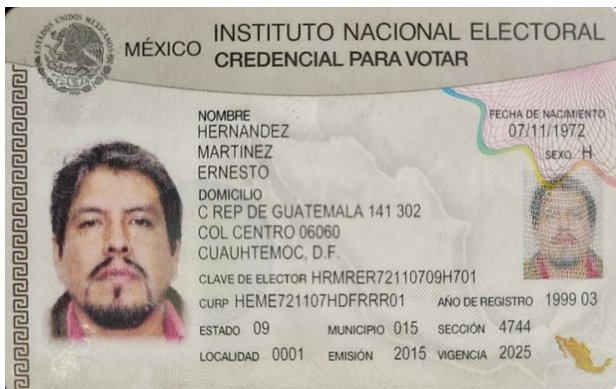 ESTADOS UNIDOS MEXICANOS
MÉXICO INSTITUTO NACIONAL ELECTORAL
CREDENCIAL PARA VOTAR
NOMBRE
HERNANDEZ
MARTINEZ
ERNESTO
FECHA DE NACIMIENTO
07/11/1972
SEXO H
DOMICILIO
C REP DE GUATEMALA 141 302
COL CENTRO 06060
CUAUHTEMOC, D.F.
CLAVE DE ELECTOR HRMRER72110709H701
CURP HEME721107HDFRRR01 AÑO DE REGISTRO 1999 03
ESTADO 09 MUNICIPIO 015 SECCIÓN 4744
LOCALIDAD 0001 EMISIÓN 2015 VIGENCIA 2025